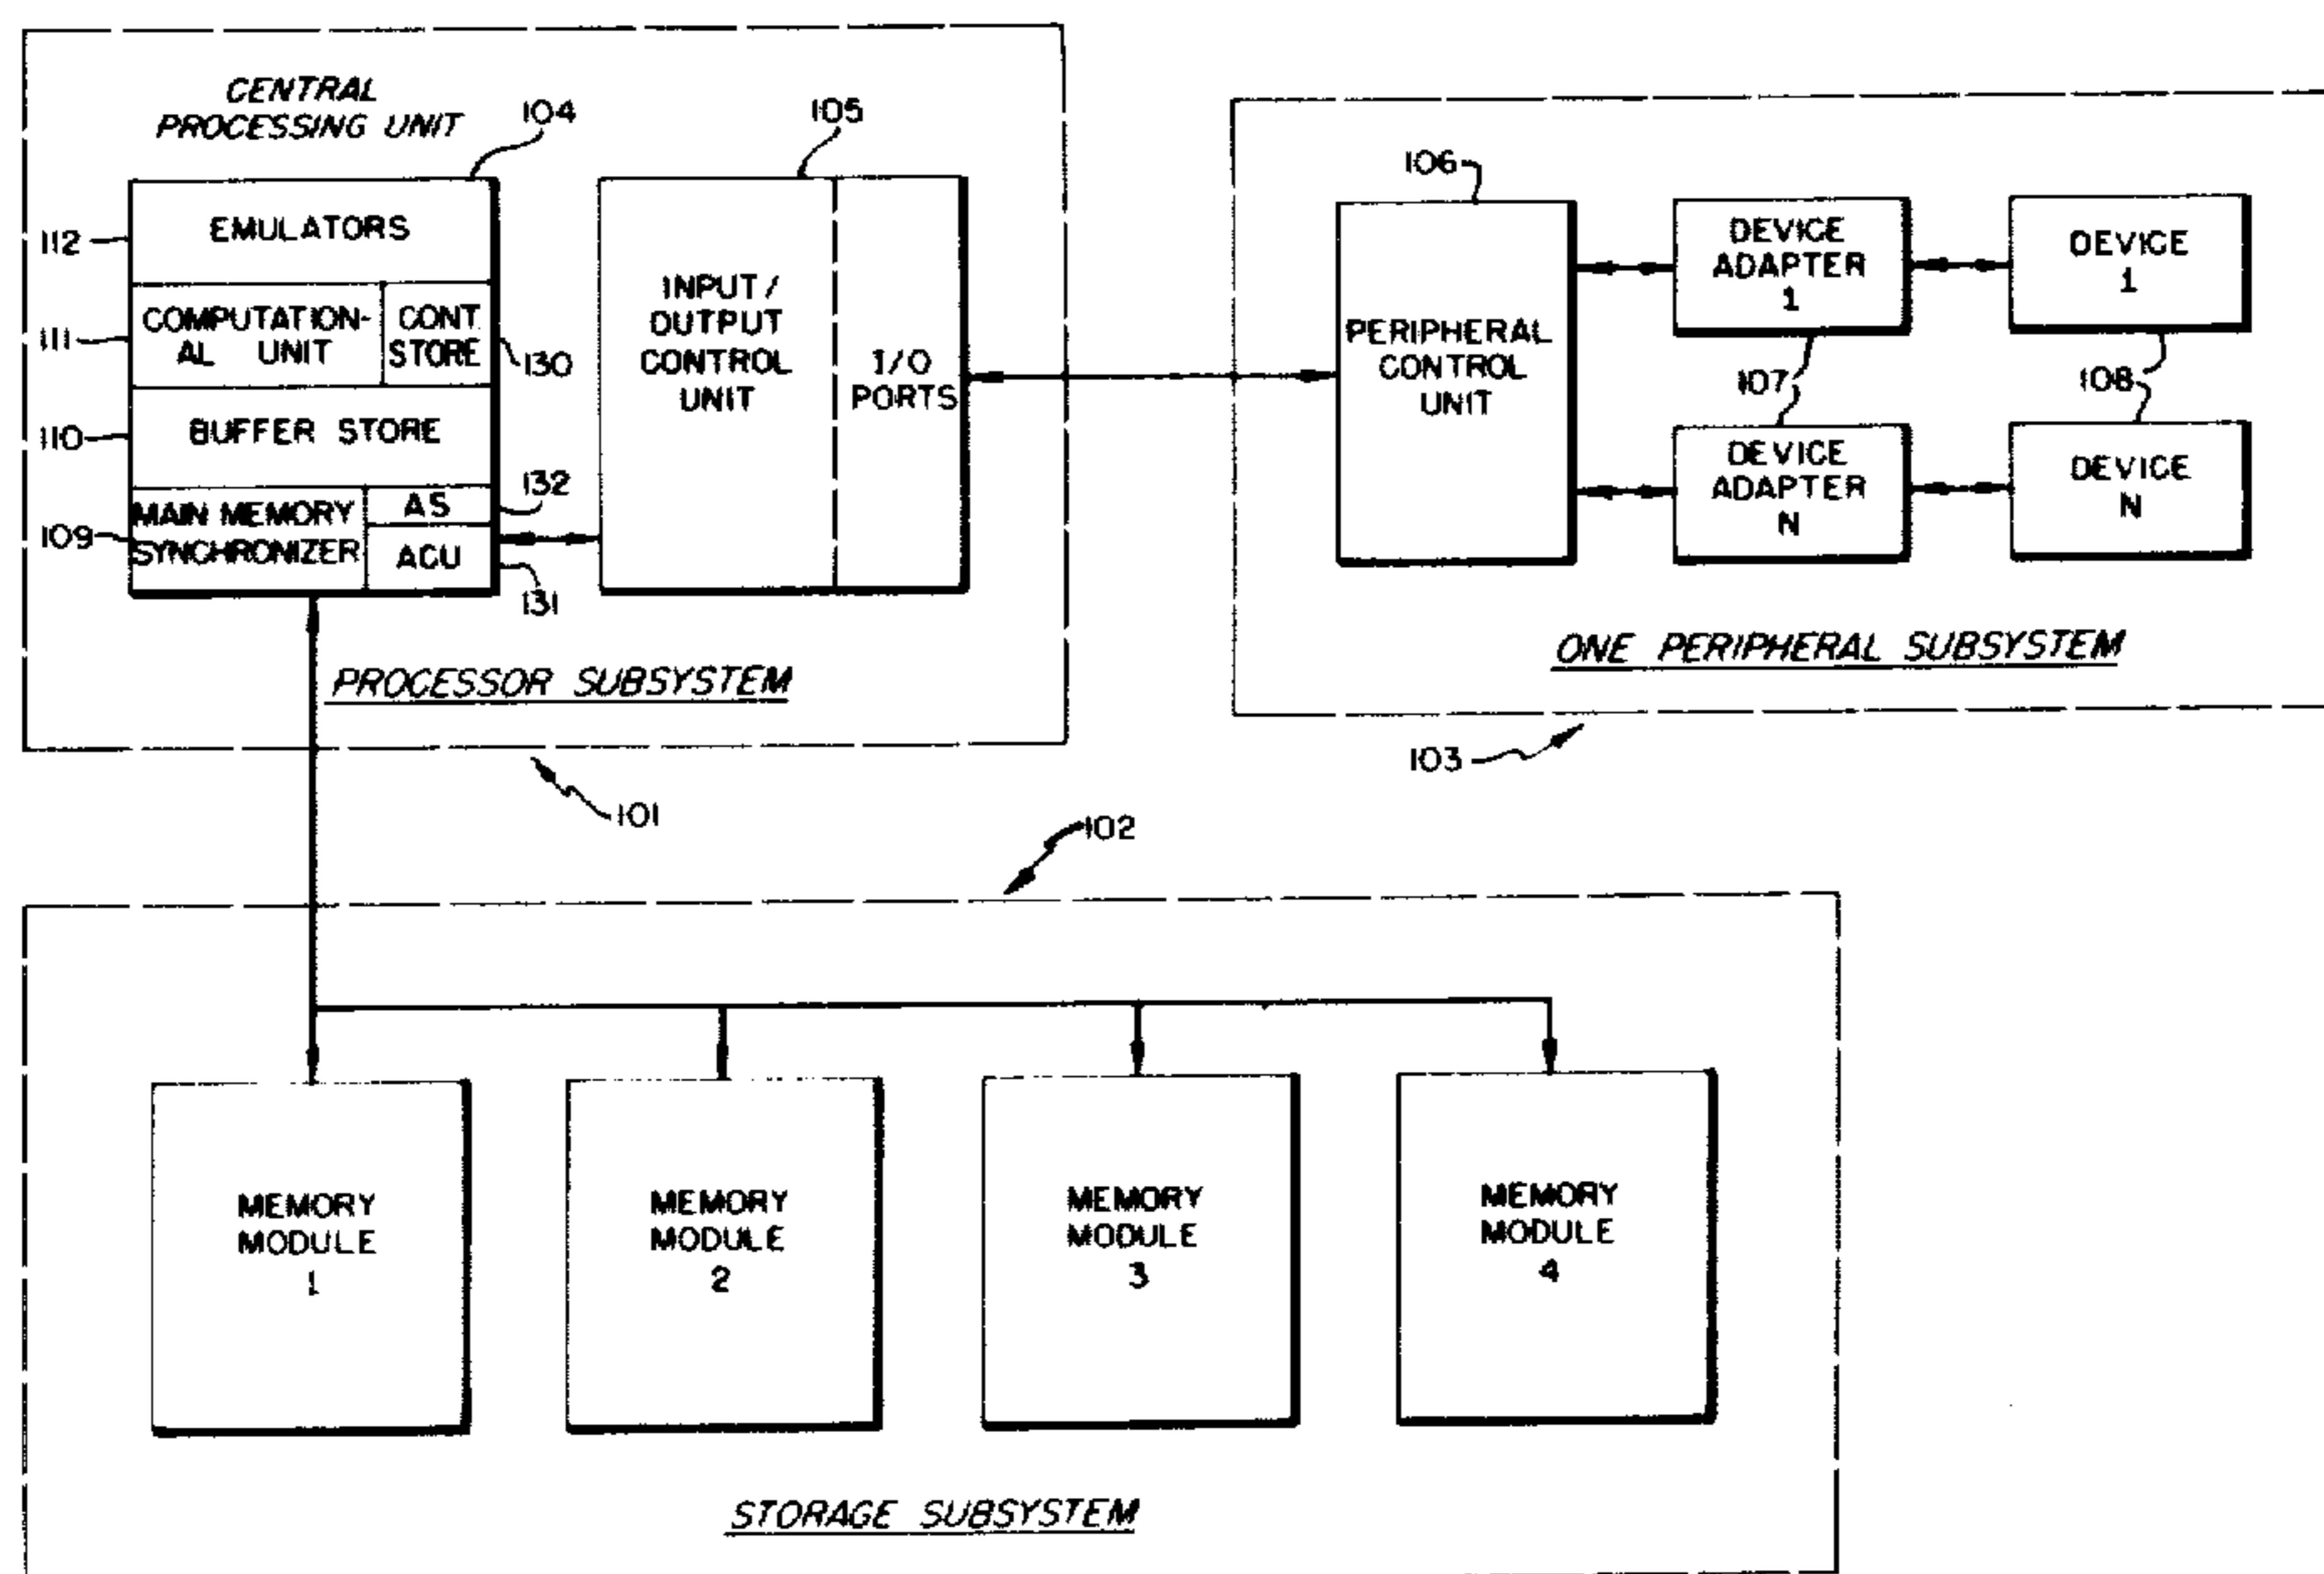 CENTRAL
PROCESSING UNIT
104
105
112
EMULATORS
111
COMPUTATION-
AL UNIT
CONT.
STORE
130
110
BUFFER STORE
109
MAIN MEMORY
SYNCHRONIZER
AS
132
ACU
131
INPUT/
OUTPUT
CONTROL
UNIT
I/O
PORTS
PROCESSOR SUBSYSTEM
101
106
PERIPHERAL
CONTROL
UNIT
DEVICE
ADAPTER
1
DEVICE
1
107
108
DEVICE
ADAPTER
N
DEVICE
N
ONE PERIPHERAL SUBSYSTEM
103
102
MEMORY
MODULE
1
MEMORY
MODULE
2
MEMORY
MODULE
3
MEMORY
MODULE
4
STORAGE SUBSYSTEM